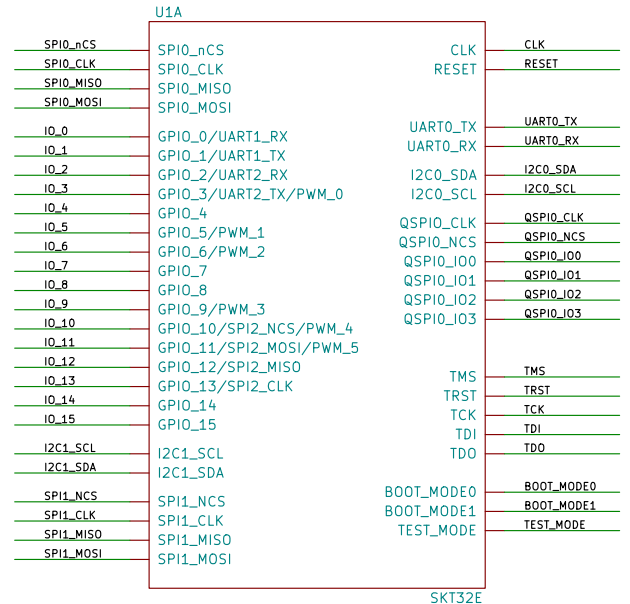 U1A
SPI0_nCS SPI0_nCS CLK CLK
SPI0_CLK SPI0_CLK RESET RESET
SPI0_MISO SPI0_MISO
SPI0_MOSI SPI0_MOSI
UART0_TX UART0_TX
IO_0 GPIO_0/UART1_RX
IO_1 GPIO_1/UART1_TX UART0_RX UART0_RX
IO_2 GPIO_2/UART2_RX I2C0_SDA I2C0_SDA
IO_3 GPIO_3/UART2_TX/PWM_0 I2C0_SCL I2C0_SCL
IO_4 GPIO_4
IO_5 GPIO_5/PWM_1 QSPI0_CLK QSPI0_CLK
IO_6 GPIO_6/PWM_2 QSPI0_NCS QSPI0_NCS
IO_7 GPIO_7 QSPI0_IO0 QSPI0_IO0
IO_8 GPIO_8 QSPI0_IO1 QSPI0_IO1
IO_9 GPIO_9/PWM_3 QSPI0_IO2 QSPI0_IO2
IO_10 GPIO_10/SPI2_NCS/PWM_4 QSPI0_IO3 QSPI0_IO3
IO_11 GPIO_11/SPI2_MOSI/PWM_5
IO_12 GPIO_12/SPI2_MISO TMS TMS
IO_13 GPIO_13/SPI2_CLK TRST TRST
IO_14 GPIO_14 TCK TCK
IO_15 GPIO_15 TDI TDI
I2C1_SCL I2C1_SCL TDO TDO
I2C1_SDA I2C1_SDA
SPI1_NCS SPI1_NCS BOOT_MODE0 BOOT_MODE0
SPI1_CLK SPI1_CLK BOOT_MODE1 BOOT_MODE1
SPI1_MISO SPI1_MISO TEST_MODE TEST_MODE
SPI1_MOSI SPI1_MOSI
SKT32E